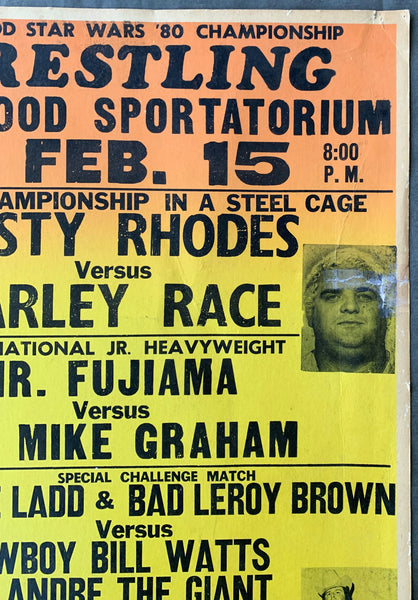 OD STAR WARS '80 CHAMPIONSHIP
RESTLING
OOD SPORTATORIUM
FEB. 15 8:00 P. M.
AMPIONSHIP IN A STEEL CAGE
STY RHODES
Versus
ARLEY RACE
NATIONAL JR. HEAVYWEIGHT
R. FUJIAMA
Versus
MIKE GRAHAM
SPECIAL CHALLENGE MATCH
E LADD & BAD LEROY BROWN
Versus
WBOY BILL WATTS
ANDRE THE GIANT